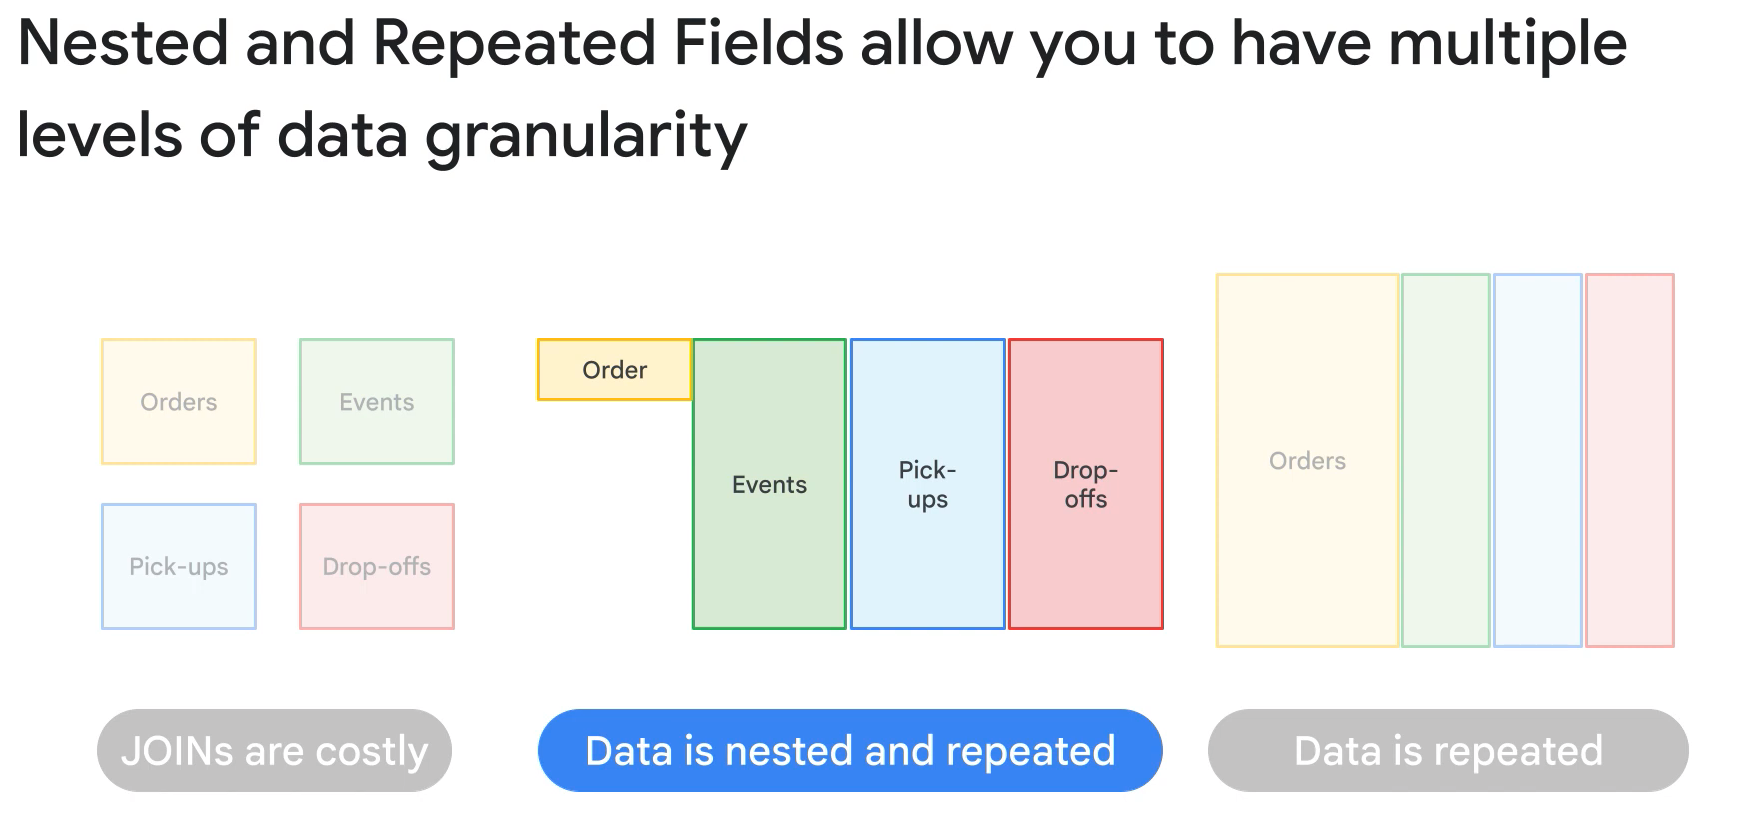 Nested and Repeated Fields allow you to have multiple
levels of data granularity
Orders
Events
Pick-ups
Drop-offs
JOINs are costly
Order
Events
Pick-
ups
Drop-
offs
Data is nested and repeated
Orders
Data is repeated